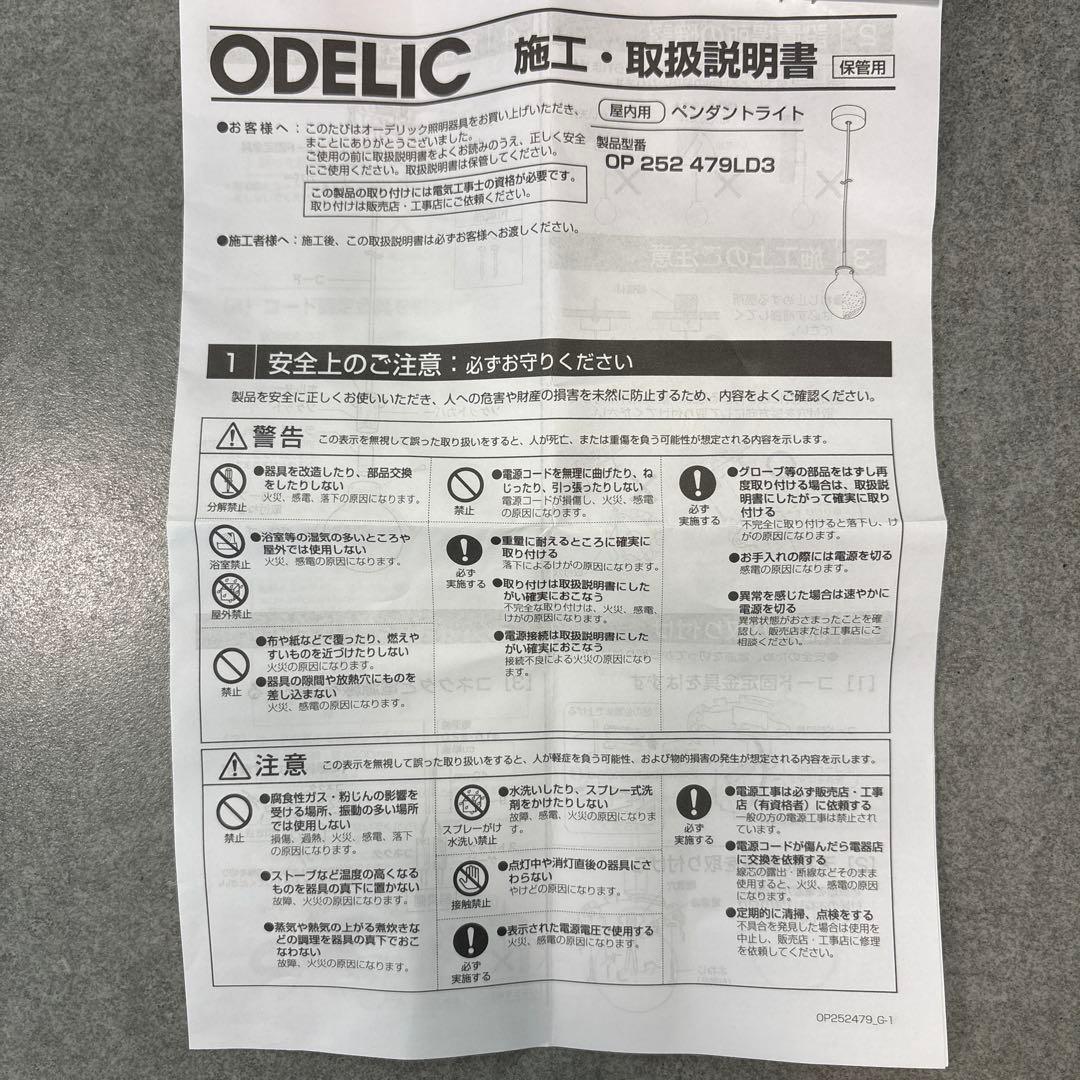 ODELIC 施工・取扱説明書 保管用
●お客様へ：このたびはオーデリック照明器具をお買い上げいただき、
まことにありがとうございました。
ご使用の前に取扱説明書をよくお読みのうえ、正しく安全
にご使用ください。取扱説明書は保管してください。
この製品の取り付けには電気工事士の資格が必要です。
取り付けは販売店・工事店にご依頼ください。
●施工者様へ：施工後、この取扱説明書は必ずお客様へお渡しください。
屋内用 ペンダントライト
製品型番
OP 252 479LD3
1 安全上のご注意：必ずお守りください
製品を安全に正しくお使いいただき、人への危害や財産の損害を未然に防止するため、内容をよくご確認ください。
警告 この表示を無視して誤った取り扱いをすると、人が死亡、または重傷を負う可能性が想定される内容を示します。
分解禁止
●器具を改造したり、部品交換
をしたりしない
火災、感電、落下の原因になります。
浴室禁止
屋外禁止
●浴室等の湿気の多いところや
屋外では使用しない
火災、感電の原因になります。
禁止
●布や紙などで覆ったり、燃えや
すいものを近づけたりしない
火災の原因になります。
●器具の隙間や放熱穴にものを
差し込まない
火災、感電の原因になります。
禁止
●電源コードを無理に曲げたり、ね
じったり、引っ張ったりしない
電源コードが損傷し、火災、感電
の原因になります。
必ず
実施する
●重量に耐えるところに確実に
取り付ける
落下によるけがの原因になります。
●取り付けは取扱説明書にした
がい確実におこなう
不完全な取り付けは、火災、感電、
けがの原因になります。
●電源接続は取扱説明書にした
がい確実におこなう
接続不良による火災の原因になりま
す。
必ず
実施する
●グローブ等の部品をはずし再
度取り付ける場合は、取扱説
明書にしたがって確実に取り
付ける
不完全に取り付けると落下し、け
がの原因になります。
●お手入れの際には電源を切る
感電の原因になります。
●異常を感じた場合は速やかに
電源を切る
異常状態がおさまったことを確
認し、販売店または工事店にご
相談ください。
注意 この表示を無視して誤った取り扱いをすると、人が軽症を負う可能性、および物的損害の発生が想定される内容を示します。
禁止
●腐食性ガス・粉じんの影響を
受ける場所、振動の多い場所
では使用しない
損傷、過熱、火災、感電、落下
の原因になります。
●ストーブなど温度の高くなる
ものを器具の真下に置かない
故障、火災の原因になります。
●蒸気や熱気の上がる煮炊きな
どの調理を器具の真下でおこ
なわない
故障、火災の原因になります。
スプレーがけ
水洗い禁止
●水洗いしたり、スプレー式洗
剤をかけたりしない
故障、感電、火災の原因になりま
す。
接触禁止
●点灯中や消灯直後の器具にさ
わらない
やけどの原因になります。
必ず
実施する
●表示された電源電圧で使用する
火災、感電の原因になります。
必ず
実施する
●電源工事は必ず販売店・工事
店（有資格者）に依頼する
一般の方の電源工事は禁止され
ています。
●電源コードが傷んだら電器店
に交換を依頼する
線芯の露出・断線などそのまま
使用すると、火災、感電の原因
になります。
●定期的に清掃、点検をする
不具合を発見した場合は使用を
中止し、販売店・工事店に修理
を依頼してください。
OP252479_G-1